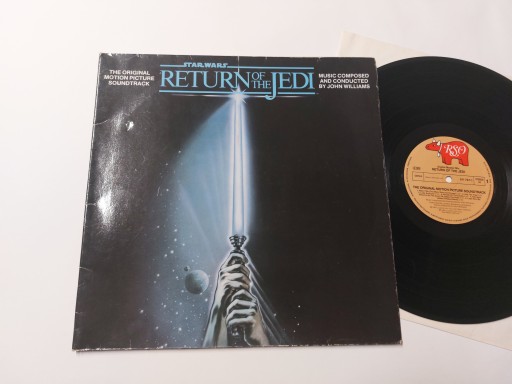 STAR WARS
RETURN OF THE JEDI
THE ORIGINAL
MOTION PICTURE
SOUNDTRACK
MUSIC COMPOSED
AND CONDUCTED
BY JOHN WILLIAMS
RSO
RETURN OF THE JEDI
THE ORIGINAL MOTION PICTURE SOUNDTRACK